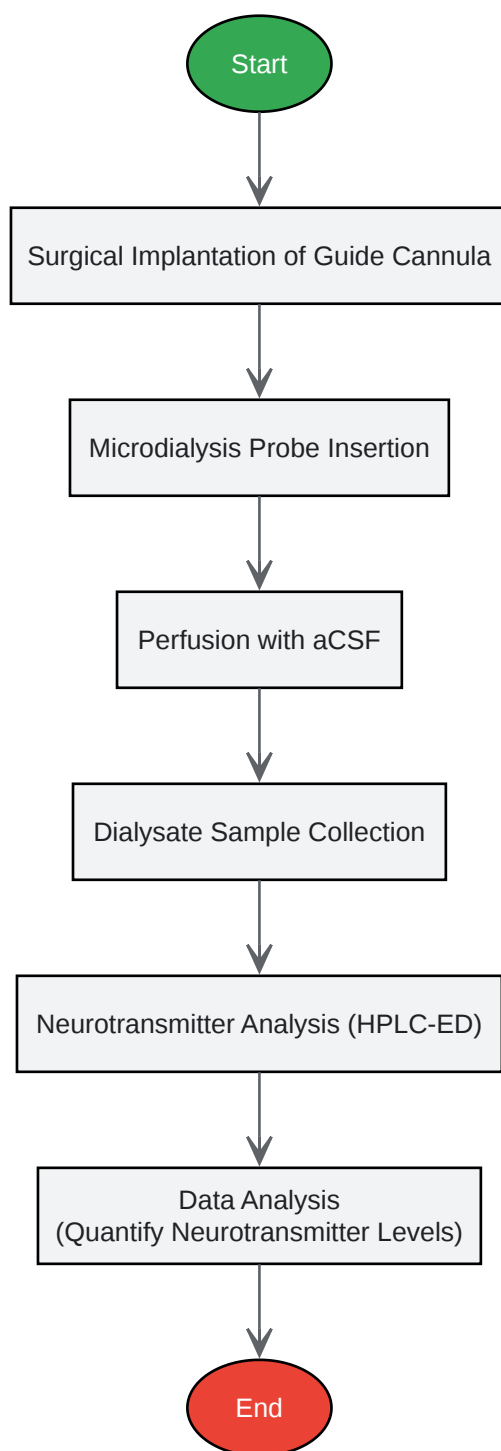 Start
Surgical Implantation of Guide Cannula
Microdialysis Probe Insertion
Perfusion with aCSF
Dialysate Sample Collection
Neurotransmitter Analysis (HPLC-ED)
Data Analysis
(Quantify Neurotransmitter Levels)
End